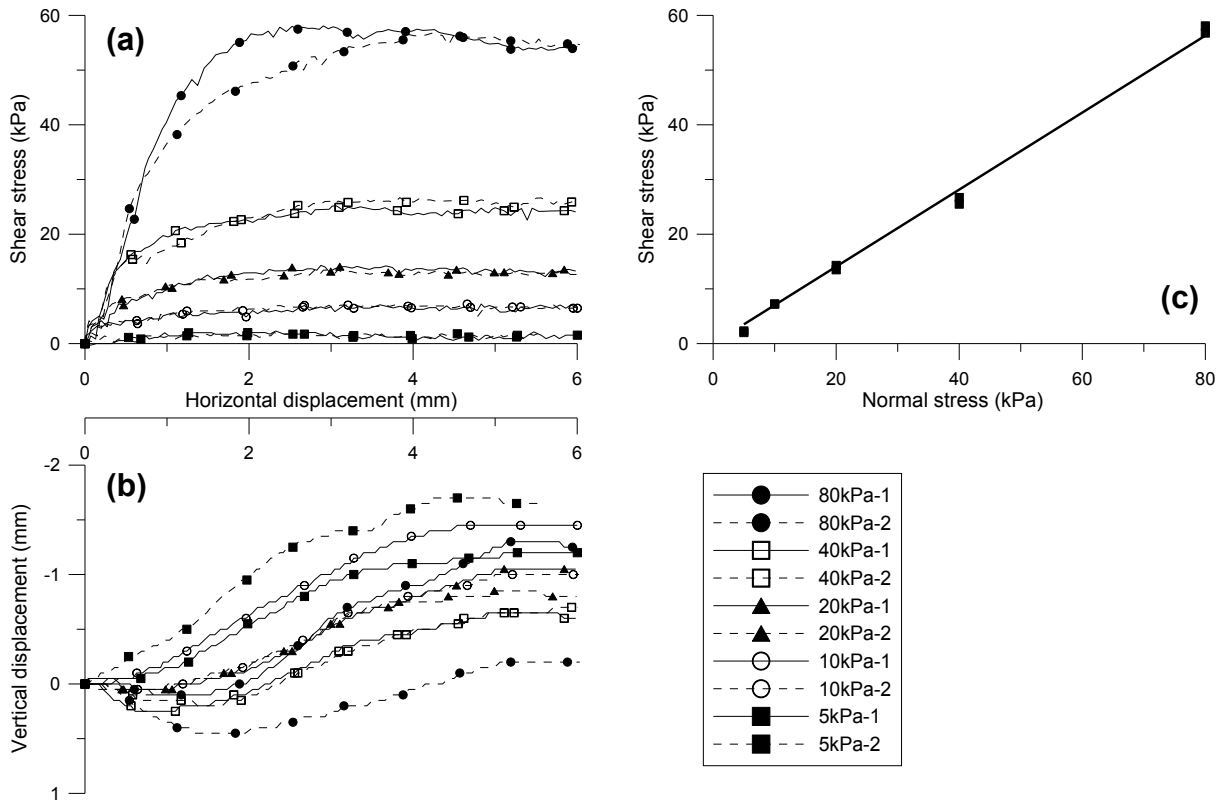 60
40
20
0
Shear stress (kPa)
(a)
0 2 4 6
Horizontal displacement (mm)
0 2 4 6
-2
-1
0
1
Vertical displacement (mm)
(b)
60
40
20
0
Shear stress (kPa)
(c)
0 20 40 60 80
Normal stress (kPa)
80kPa-1
80kPa-2
40kPa-1
40kPa-2
20kPa-1
20kPa-2
10kPa-1
10kPa-2
5kPa-1
5kPa-2